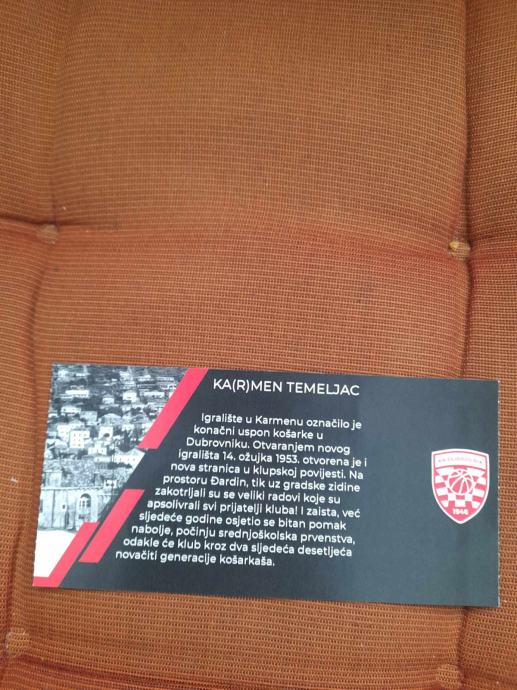 KA(R)MEN TEMELJAC
Igralište u Karmenu označilo je
konačni uspon košarke u
Dubrovniku. Otvaranjem novog
igrališta 14. ožujka 1953. otvorena je i
nova stranica u klupskoj povijesti. Na
prostoru Đardin, tik uz gradske zidine
zakotrljali su se veliki radovi koje su
apsolvirali svi prijatelji kluba! I zaista, već
sljedeće godine osjetio se bitan pomak
nabolje, počinju srednjoškolska prvenstva,
odakle će klub kroz dva sljedeća desetljeća
novačiti generacije košarkaša.
1946